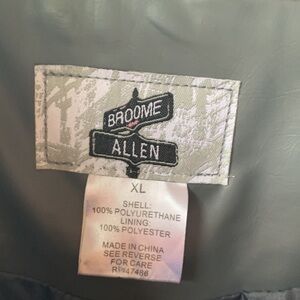 BROOME
ALLEN
XL
SHELL:
100% POLYURETHANE
LINING:
100% POLYESTER
MADE IN CHINA
SEE REVERSE
FOR CARE